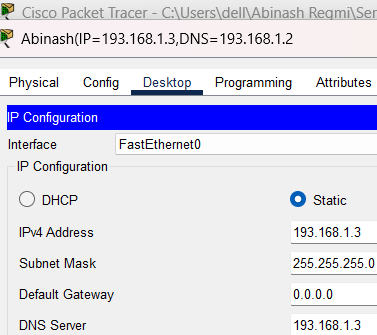 Cisco Packet Tracer - C:\Users\dell\Abinash Regmi\Ser
Abinash(IP=193.168.1.3,DNS=193.168.1.2
Physical Config Desktop Programming Attributes
IP Configuration
Interface FastEthernet0
IP Configuration
DHCP Static
IPv4 Address 193.168.1.3
Subnet Mask 255.255.255.0
Default Gateway 0.0.0.0
DNS Server 193.168.1.3